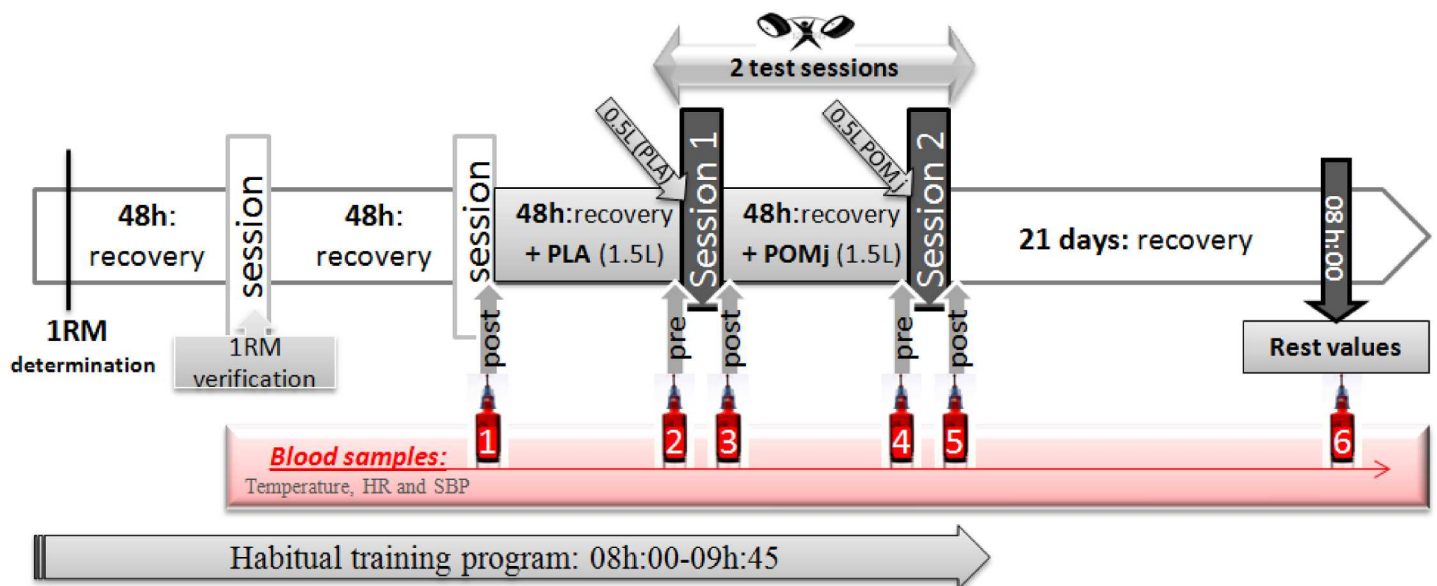 2 test sessions
0.5L (PLA)
Session 1
0.5L POM j
Session 2
48h:
recovery
session
48h:
recovery
session
48h:recovery
+ PLA (1.5L)
48h:recovery
+ POMj (1.5L)
21 days: recovery
08 h:00
1RM
determination
1RM
verification
post
pre
post
pre
post
Rest values
1
2
3
4
5
6
Blood samples:
Temperature, HR and SBP
Habitual training program: 08h:00-09h:45